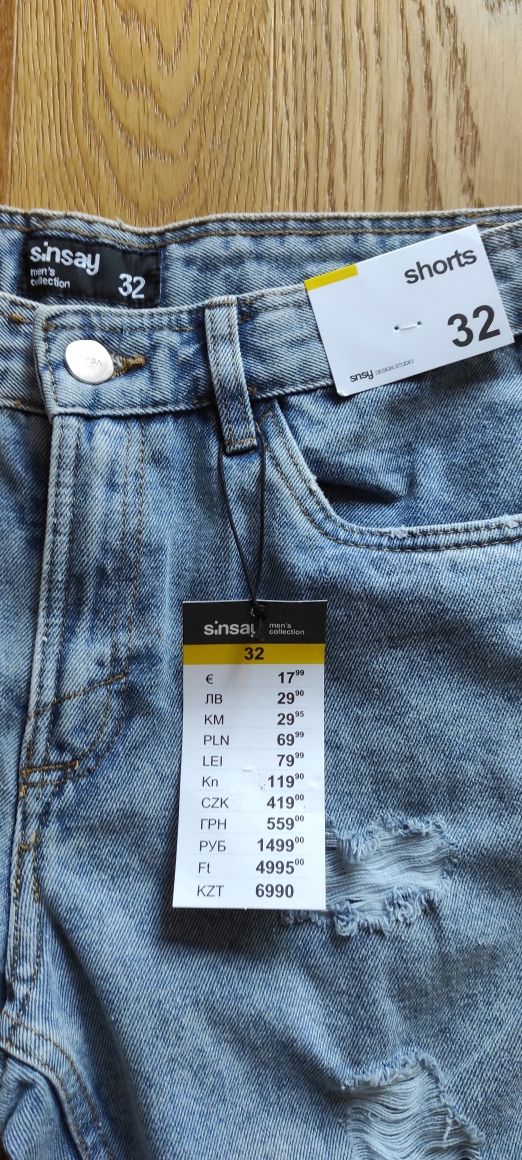 sinsay
men's
collection
32
shorts
32
snsy DESIGN STUDIO
sinsay men's
collection
32
€ 17⁹⁹
ЛВ 29⁹⁰
KM 29⁹⁵
PLN 69⁹⁹
LEI 79⁹⁹
Kn 119⁹⁰
CZK 419⁰⁰
ГРН 559⁰⁰
РУБ 1499⁰⁰
Ft 4995⁰⁰
KZT 6990